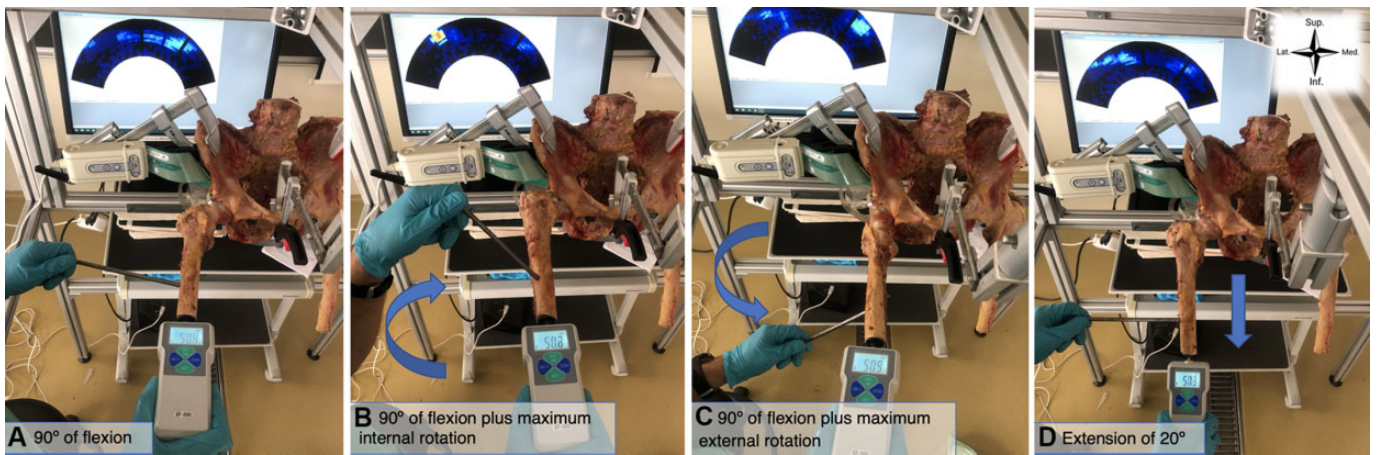 A 90º of flexion
B 90º of flexion plus maximum
internal rotation
C 90º of flexion plus maximum
external rotation
D Extension of 20º
Sup.
Lat.
Med.
Inf.